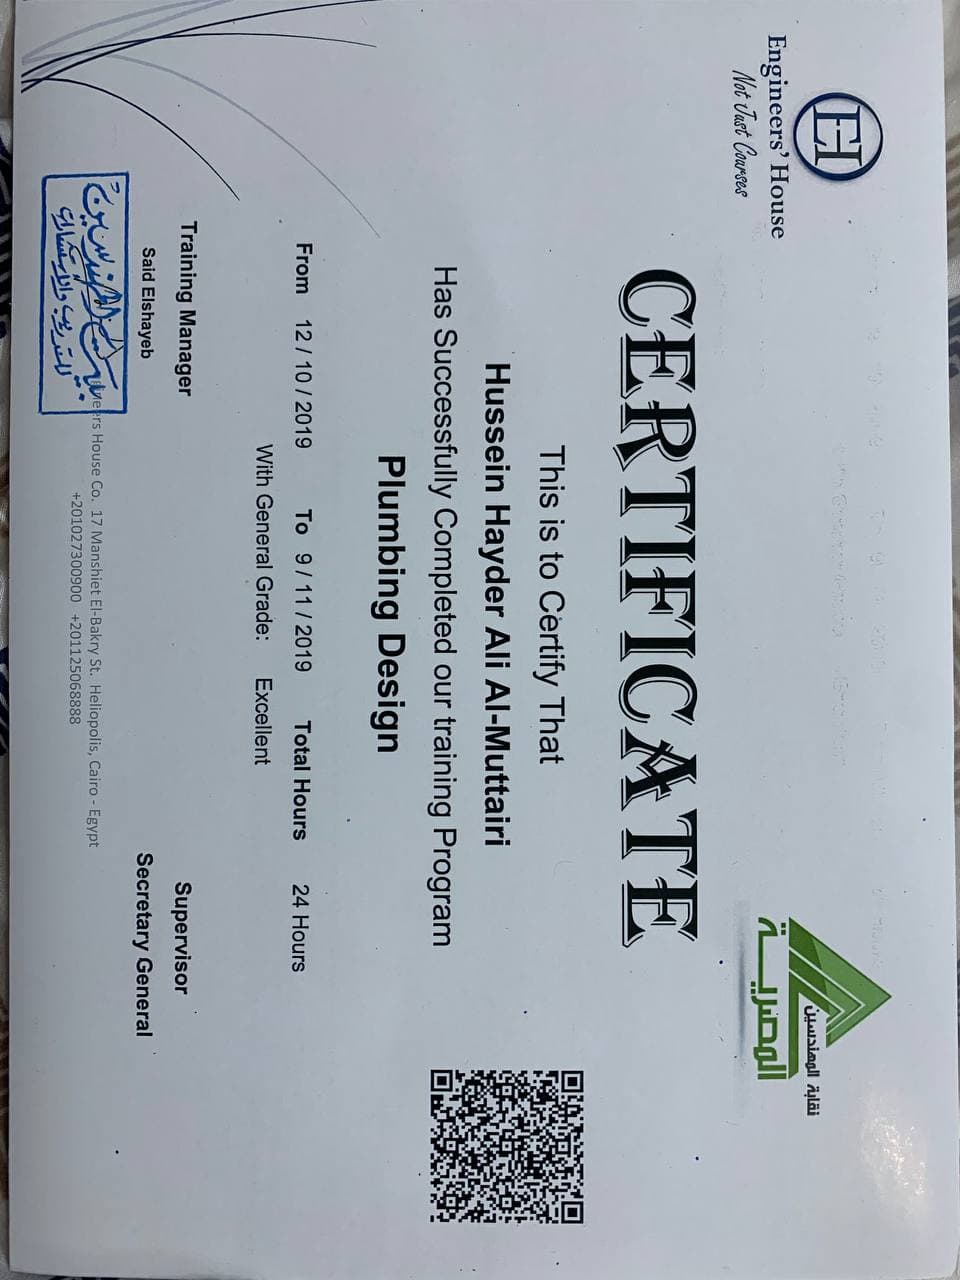 Engineers' House
Not Just Courses
نقابة المهندسين
المصرية
CERTIFICATE
This is to Certify That
Hussein Hayder Ali Al-Muttairi
Has Successfully Completed our training Program
Plumbing Design
From 12 / 10 / 2019 To 9 / 11 / 2019 Total Hours 24 Hours
With General Grade: Excellent
Training Manager
Said Elshayeb
Supervisor
Secretary General
للتدريب والاستشارات
eers House Co. 17 Manshiet El-Bakry St. Heliopolis, Cairo - Egypt
+201027300900 +201125068888